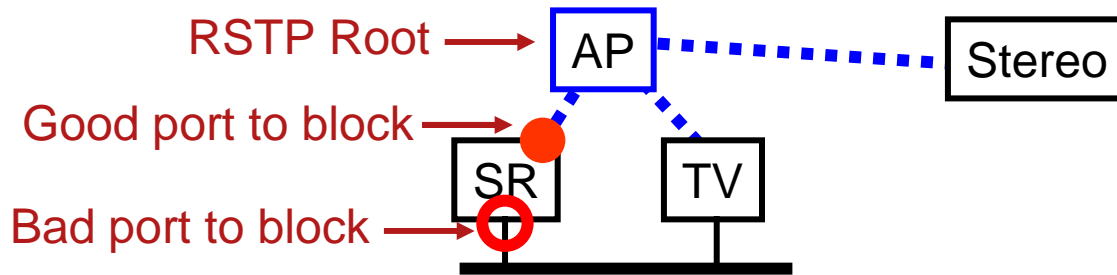 RSTP Root
AP
Stereo
Good port to block
SR
TV
Bad port to block